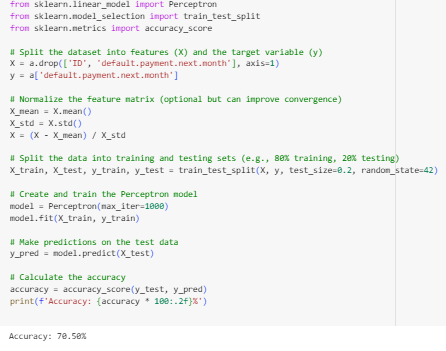 from sklearn.linear_model import Perceptron
from sklearn.model_selection import train_test_split
from sklearn.metrics import accuracy_score
# Split the dataset into features (X) and the target variable (y)
X = a.drop(['ID', 'default.payment.next.month'], axis=1)
y = a['default.payment.next.month']
# Normalize the feature matrix (optional but can improve convergence)
X_mean = X.mean()
X_std = X.std()
X = (X - X_mean) / X_std
# Split the data into training and testing sets (e.g., 80% training, 20% testing)
X_train, X_test, y_train, y_test = train_test_split(X, y, test_size=0.2, random_state=42)
# Create and train the Perceptron model
model = Perceptron(max_iter=1000)
model.fit(X_train, y_train)
# Make predictions on the test data
y_pred = model.predict(X_test)
# Calculate the accuracy
accuracy = accuracy_score(y_test, y_pred)
print(f'Accuracy: {accuracy * 100:.2f}%')
Accuracy: 70.50%